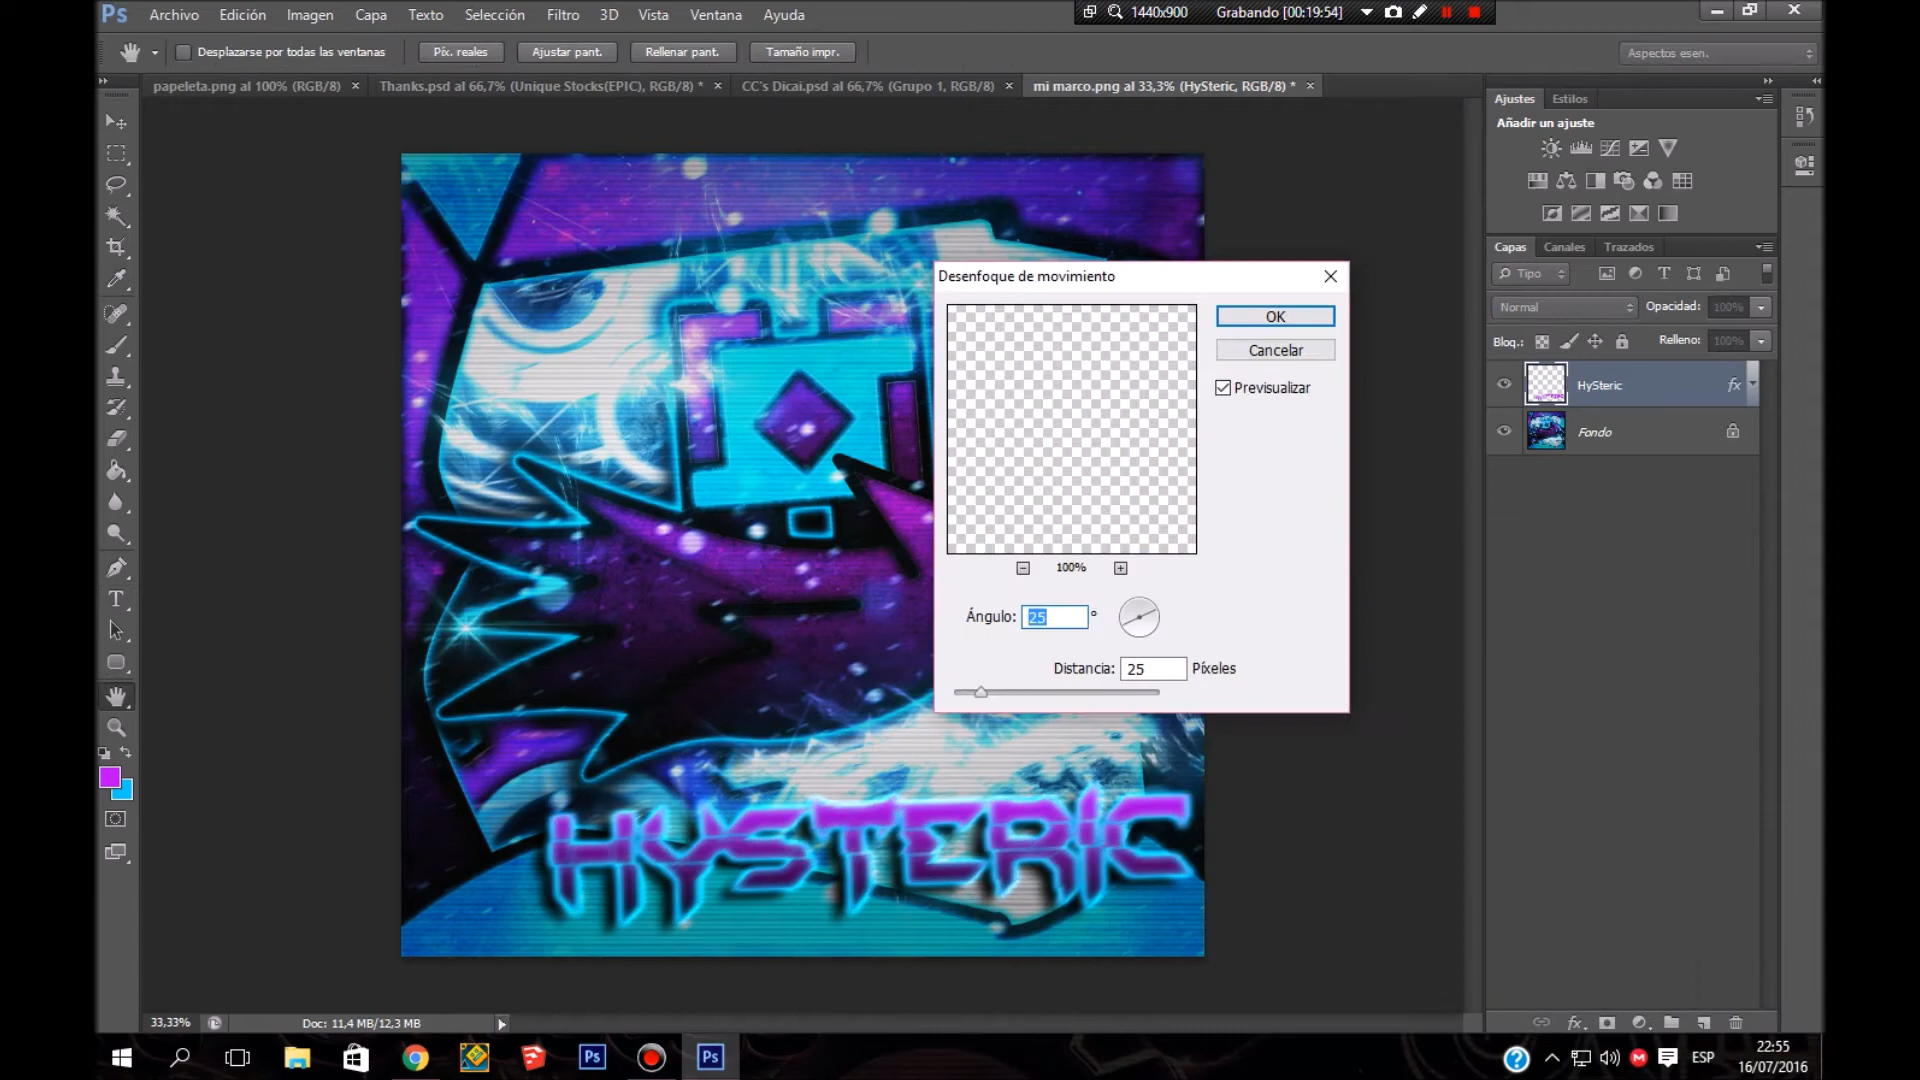 Ps Archivo Edición Imagen Capa Texto Selección Filtro 3D Vista Ventana Ayuda
1440x900 Grabando [00:19:54]
Desplazarse por todas las ventanas Píx. reales Ajustar pant. Rellenar pant. Tamaño impr. Aspectos esen.
papeleta.png al 100% (RGB/8) Thanks.psd al 66,7% (Unique Stocks(EPIC), RGB/8) * CC's Dicai.psd al 66,7% (Grupo 1, RGB/8) mi marco.png al 33,3% (HySteric, RGB/8) *
Ajustes Estilos
Añadir un ajuste
Capas Canales Trazados
Tipo
Normal Opacidad: 100%
Bloq.: Relleno: 100%
HySteric fx
Fondo
Desenfoque de movimiento
OK
Cancelar
Previsualizar
100%
Ángulo: 25 °
Distancia: 25 Píxeles
HYSTERIC
33,33% Doc: 11,4 MB/12,3 MB
fx
Ps Ps ESP
22:55
16/07/2016